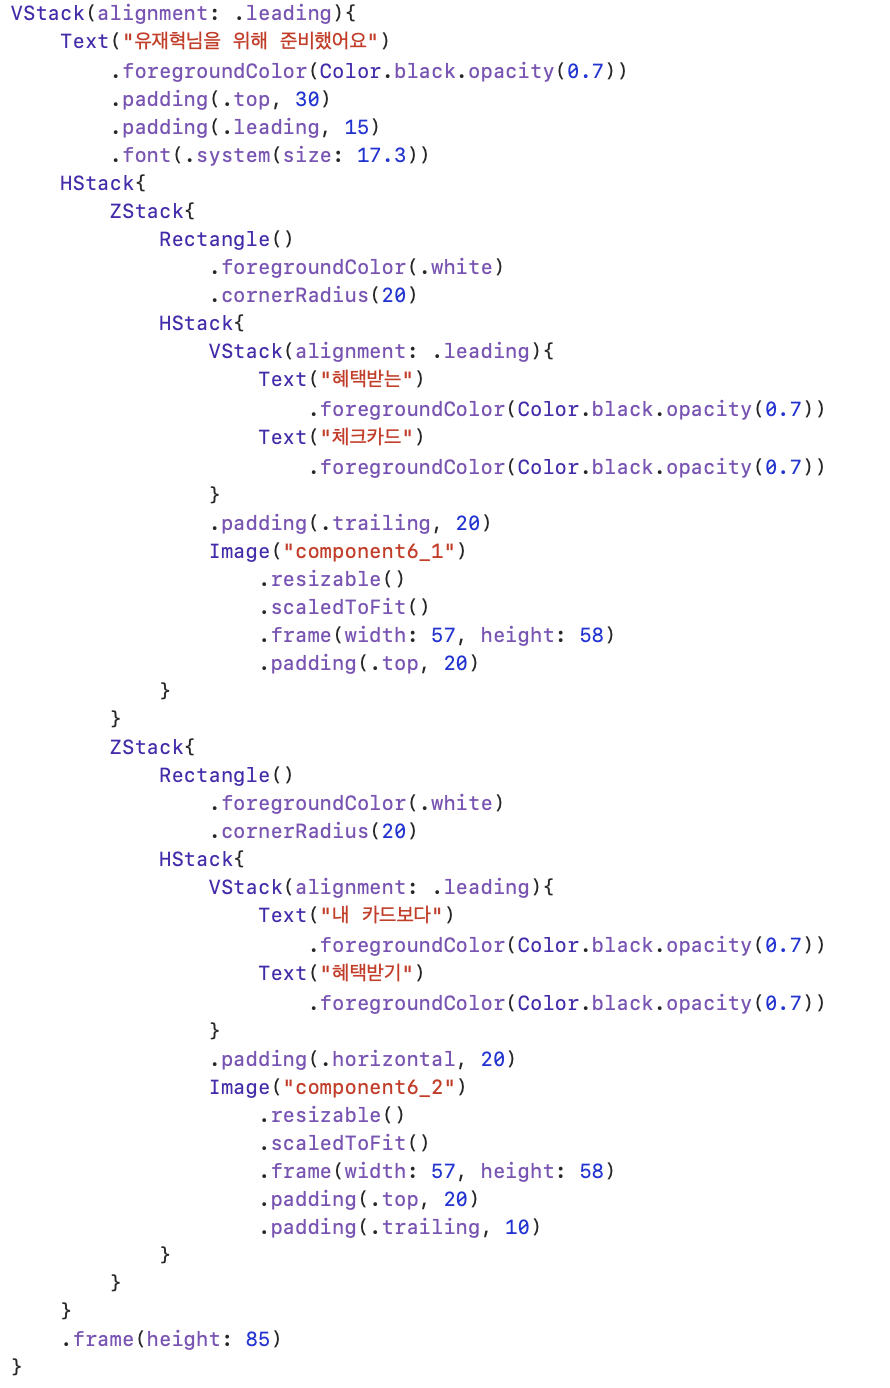 VStack(alignment: .leading){
    Text("유재혁님을 위해 준비했어요")
        .foregroundColor(Color.black.opacity(0.7))
        .padding(.top, 30)
        .padding(.leading, 15)
        .font(.system(size: 17.3))
    HStack{
        ZStack{
            Rectangle()
                .foregroundColor(.white)
                .cornerRadius(20)
            HStack{
                VStack(alignment: .leading){
                    Text("혜택받는")
                        .foregroundColor(Color.black.opacity(0.7))
                    Text("체크카드")
                        .foregroundColor(Color.black.opacity(0.7))
                }
                .padding(.trailing, 20)
                Image("component6_1")
                    .resizable()
                    .scaledToFit()
                    .frame(width: 57, height: 58)
                    .padding(.top, 20)
            }
        }
        ZStack{
            Rectangle()
                .foregroundColor(.white)
                .cornerRadius(20)
            HStack{
                VStack(alignment: .leading){
                    Text("내 카드보다")
                        .foregroundColor(Color.black.opacity(0.7))
                    Text("혜택받기")
                        .foregroundColor(Color.black.opacity(0.7))
                }
                .padding(.horizontal, 20)
                Image("component6_2")
                    .resizable()
                    .scaledToFit()
                    .frame(width: 57, height: 58)
                    .padding(.top, 20)
                    .padding(.trailing, 10)
            }
        }
    }
    .frame(height: 85)
}